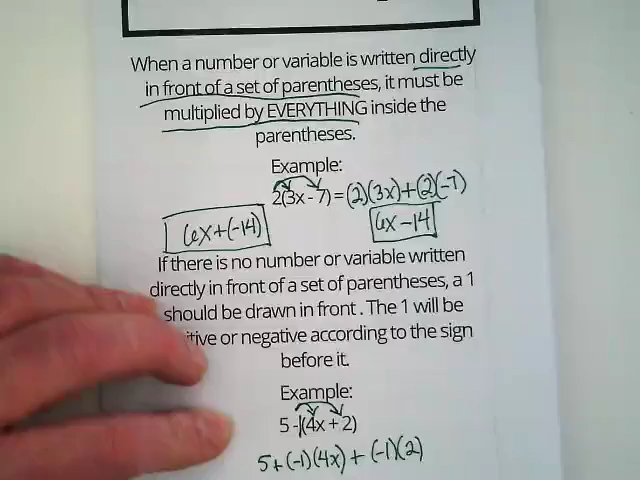 When a number or variable is written directly
in front of a set of parentheses, it must be
multiplied by EVERYTHING inside the
parentheses.
Example:
2(3x - 7) = (2)(3x)+(2)(-7)
6x+(-14)
6x-14
If there is no number or variable written
directly in front of a set of parentheses, a 1
should be drawn in front . The 1 will be
itive or negative according to the sign
before it.
Example:
5 -1(4x + 2)
5+(-1)(4x)+(-1)(2)